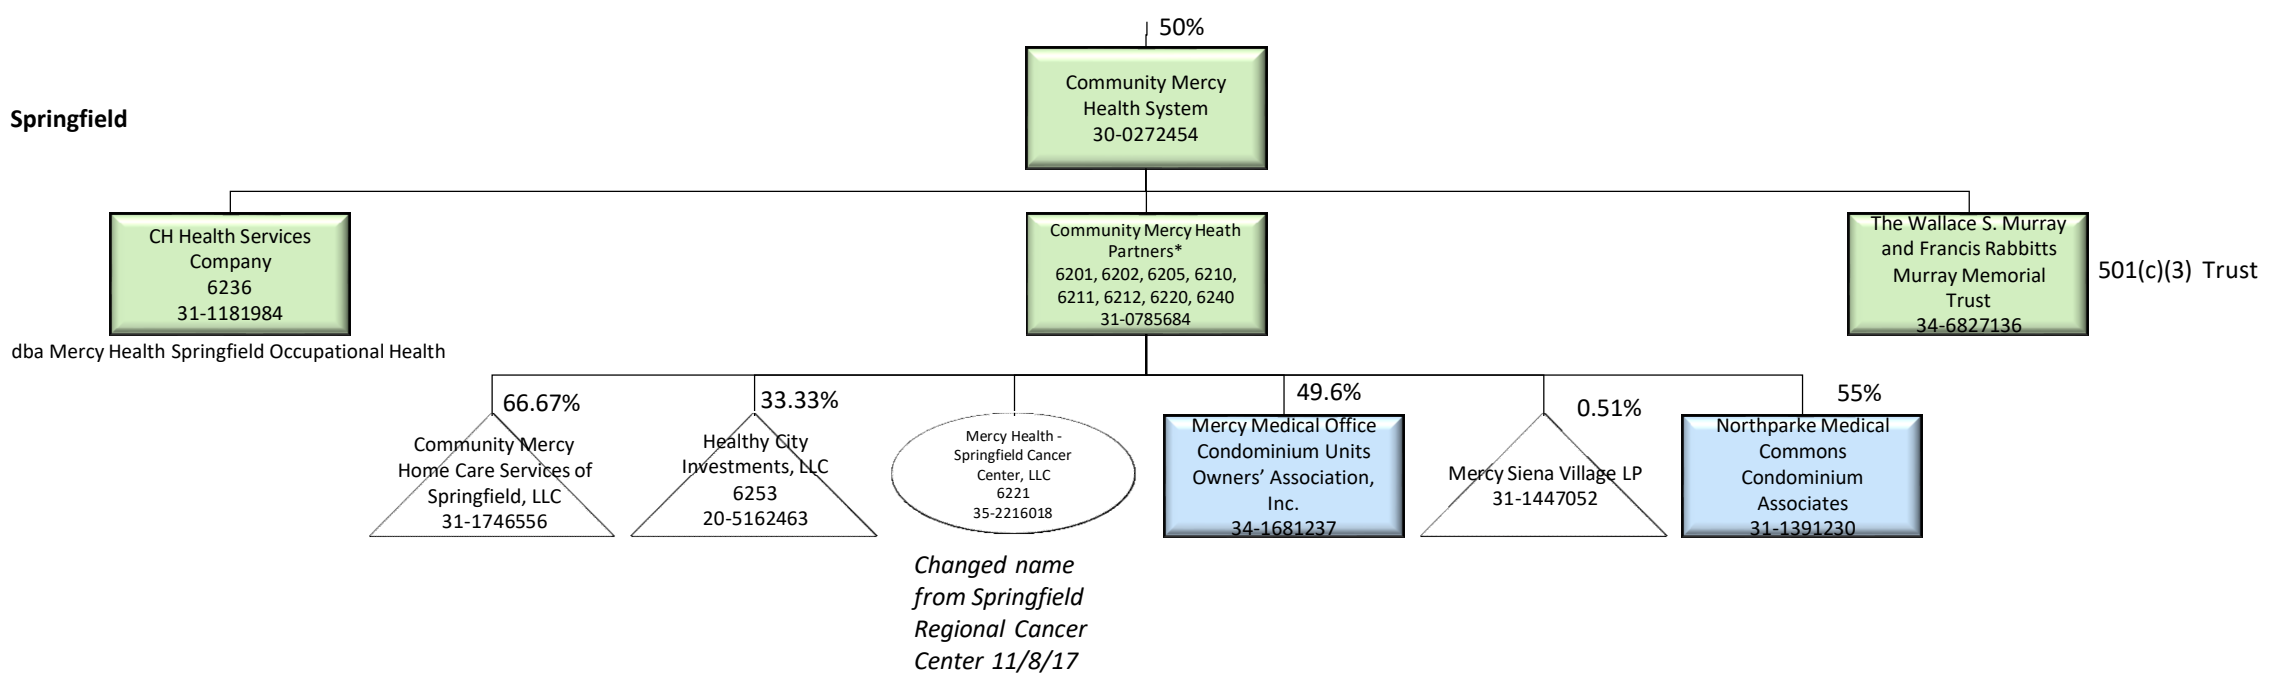 50%
Community Mercy
Health System
30-0272454
Springfield
CH Health Services
Company
6236
31-1181984
dba Mercy Health Springfield Occupational Health
Community Mercy Heath
Partners*
6201, 6202, 6205, 6210,
6211, 6212, 6220, 6240
31-0785684
The Wallace S. Murray
and Francis Rabbitts
Murray Memorial
Trust
34-6827136
501(c)(3) Trust
66.67%
Community Mercy
Home Care Services of
Springfield, LLC
31-1746556
33.33%
Healthy City
Investments, LLC
6253
20-5162463
Mercy Health -
Springfield Cancer
Center, LLC
6221
35-2216018
Changed name
from Springfield
Regional Cancer
Center 11/8/17
49.6%
Mercy Medical Office
Condominium Units
Owners’ Association,
Inc.
34-1681237
0.51%
Mercy Siena Village LP
31-1447052
55%
Northparke Medical
Commons
Condominium
Associates
31-1391230